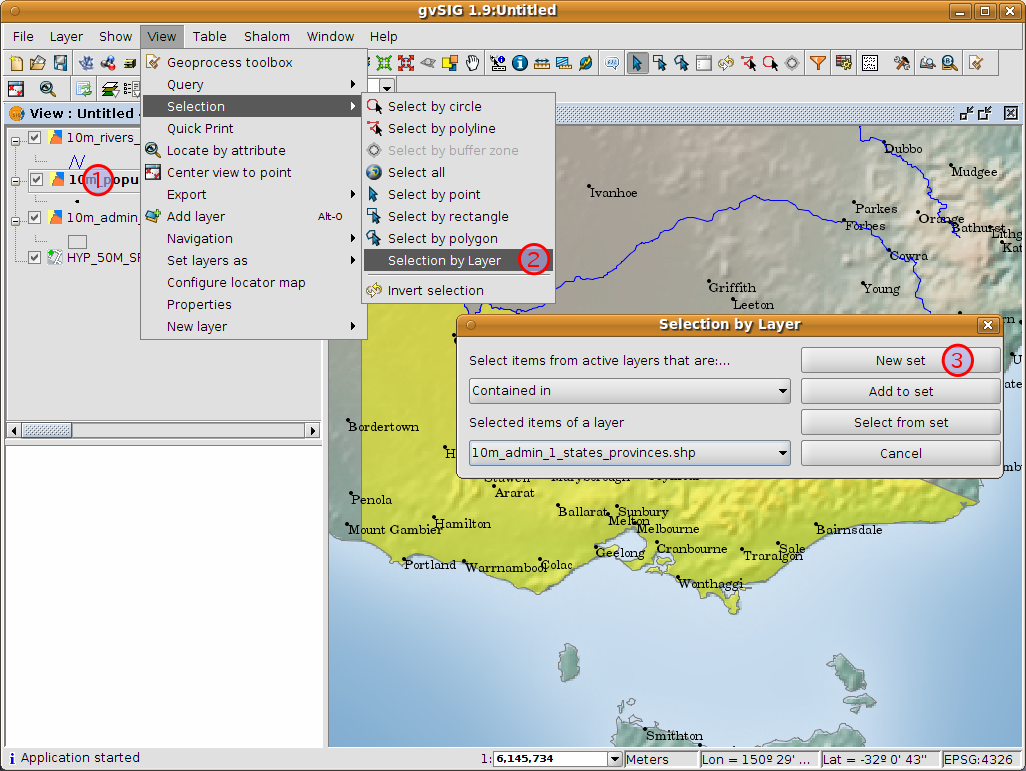 gvSIG 1.9:Untitled
File Layer Show View Table Shalom Window Help
View : Untitled
10m_rivers_
1
10m_popu
10m_admin_
HYP_50M_SR
Geoprocess toolbox
Query
Selection
Quick Print
Locate by attribute
Center view to point
Export
Add layer Alt-O
Navigation
Set layers as
Configure locator map
Properties
New layer
Select by circle
Select by polyline
Select by buffer zone
Select all
Select by point
Select by rectangle
Select by polygon
Selection by Layer 2
Invert selection
Dubbo
Mudgee
Ivanhoe
Parkes
Orange
Forbes
Bathurst
Lithg
Kat
Cowra
Griffith
Young
Leeton
Selection by Layer
Select items from active layers that are:...
New set 3
Contained in
Add to set
Selected items of a layer
Select from set
10m_admin_1_states_provinces.shp
Cancel
Bordertown
H
Stawell
Maryborough
Ararat
Penola
Ballarat
Sunbury
Melton
Hamilton
Mount Gambier
Melbourne
Bairnsdale
Geelong
Cranbourne
Sale
Traralgon
Portland
Warrnambool
Colac
Wonthaggi
Smithton
Application started
1: 6,145,734
Meters
Lon = 150º 29' ...
Lat = -32º 0' 43"
EPSG:4326